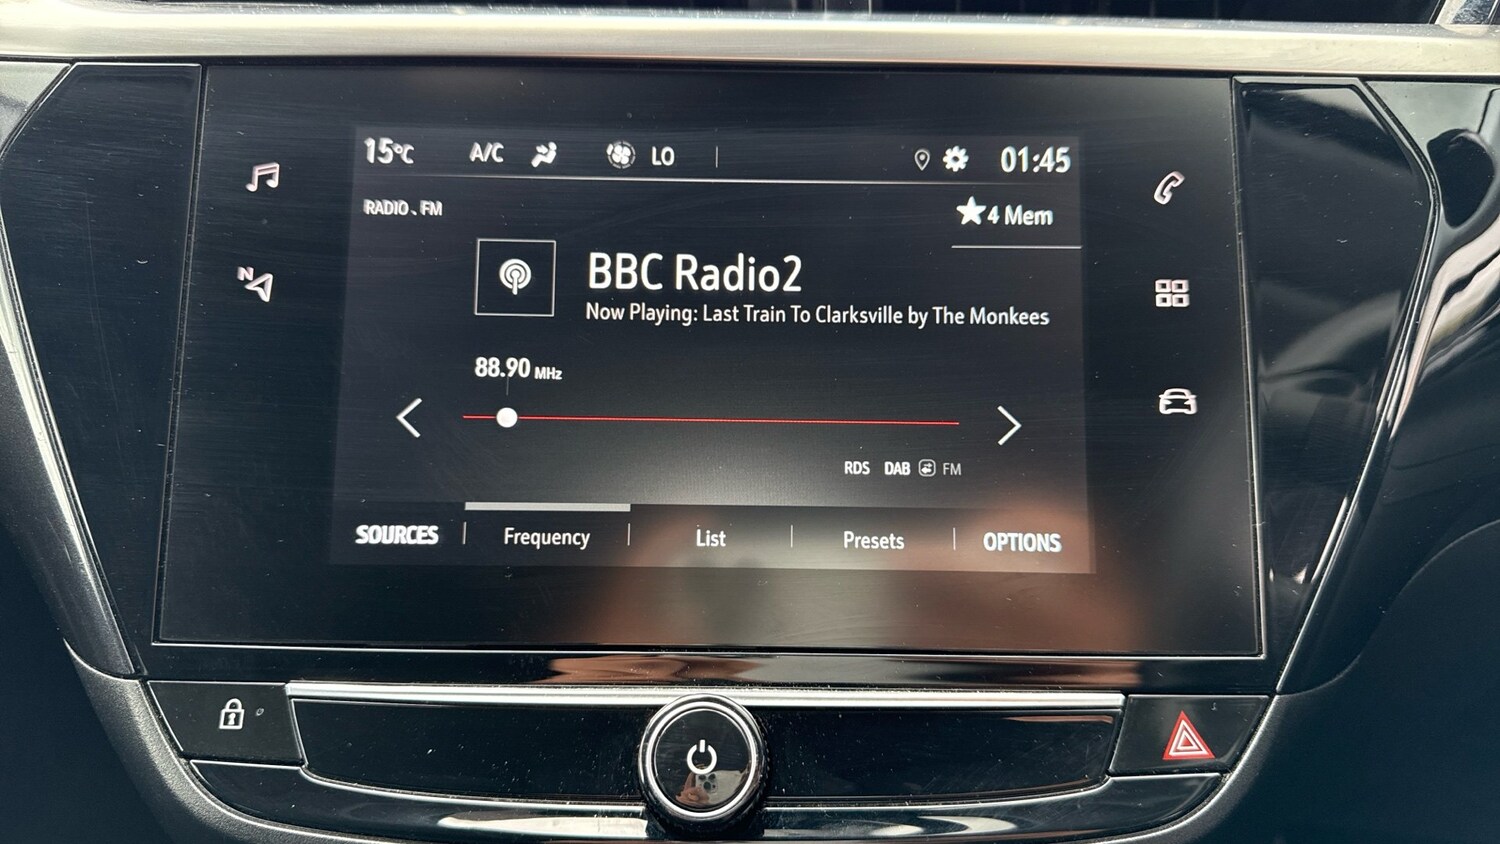 15°C A/C LO 01:45
RADIO . FM
4 Mem
BBC Radio2
Now Playing: Last Train To Clarksville by The Monkees
88.90 MHz
RDS DAB FM
SOURCES Frequency List Presets OPTIONS
N